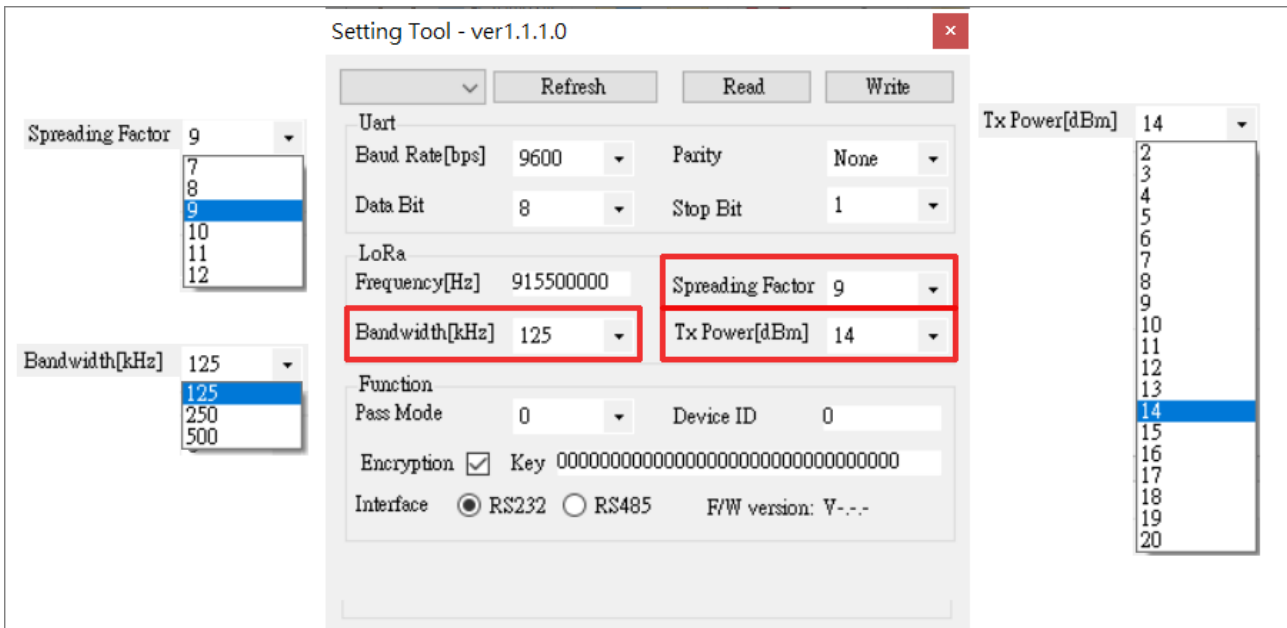 Setting Tool - ver1.1.1.0
Refresh Read Write
Uart
Baud Rate[bps] 9600 Parity None
Data Bit 8 Stop Bit 1
LoRa
Frequency[Hz] 915500000 Spreading Factor 9
Bandwidth[kHz] 125 Tx Power[dBm] 14
Function
Pass Mode 0 Device ID 0
Encryption Key 00000000000000000000000000000000
Interface RS232 RS485 F/W version: V-.-.-
Spreading Factor 9
7
8
9
10
11
12
Bandwidth[kHz] 125
125
250
500
Tx Power[dBm] 14
2
3
4
5
6
7
8
9
10
11
12
13
14
15
16
17
18
19
20